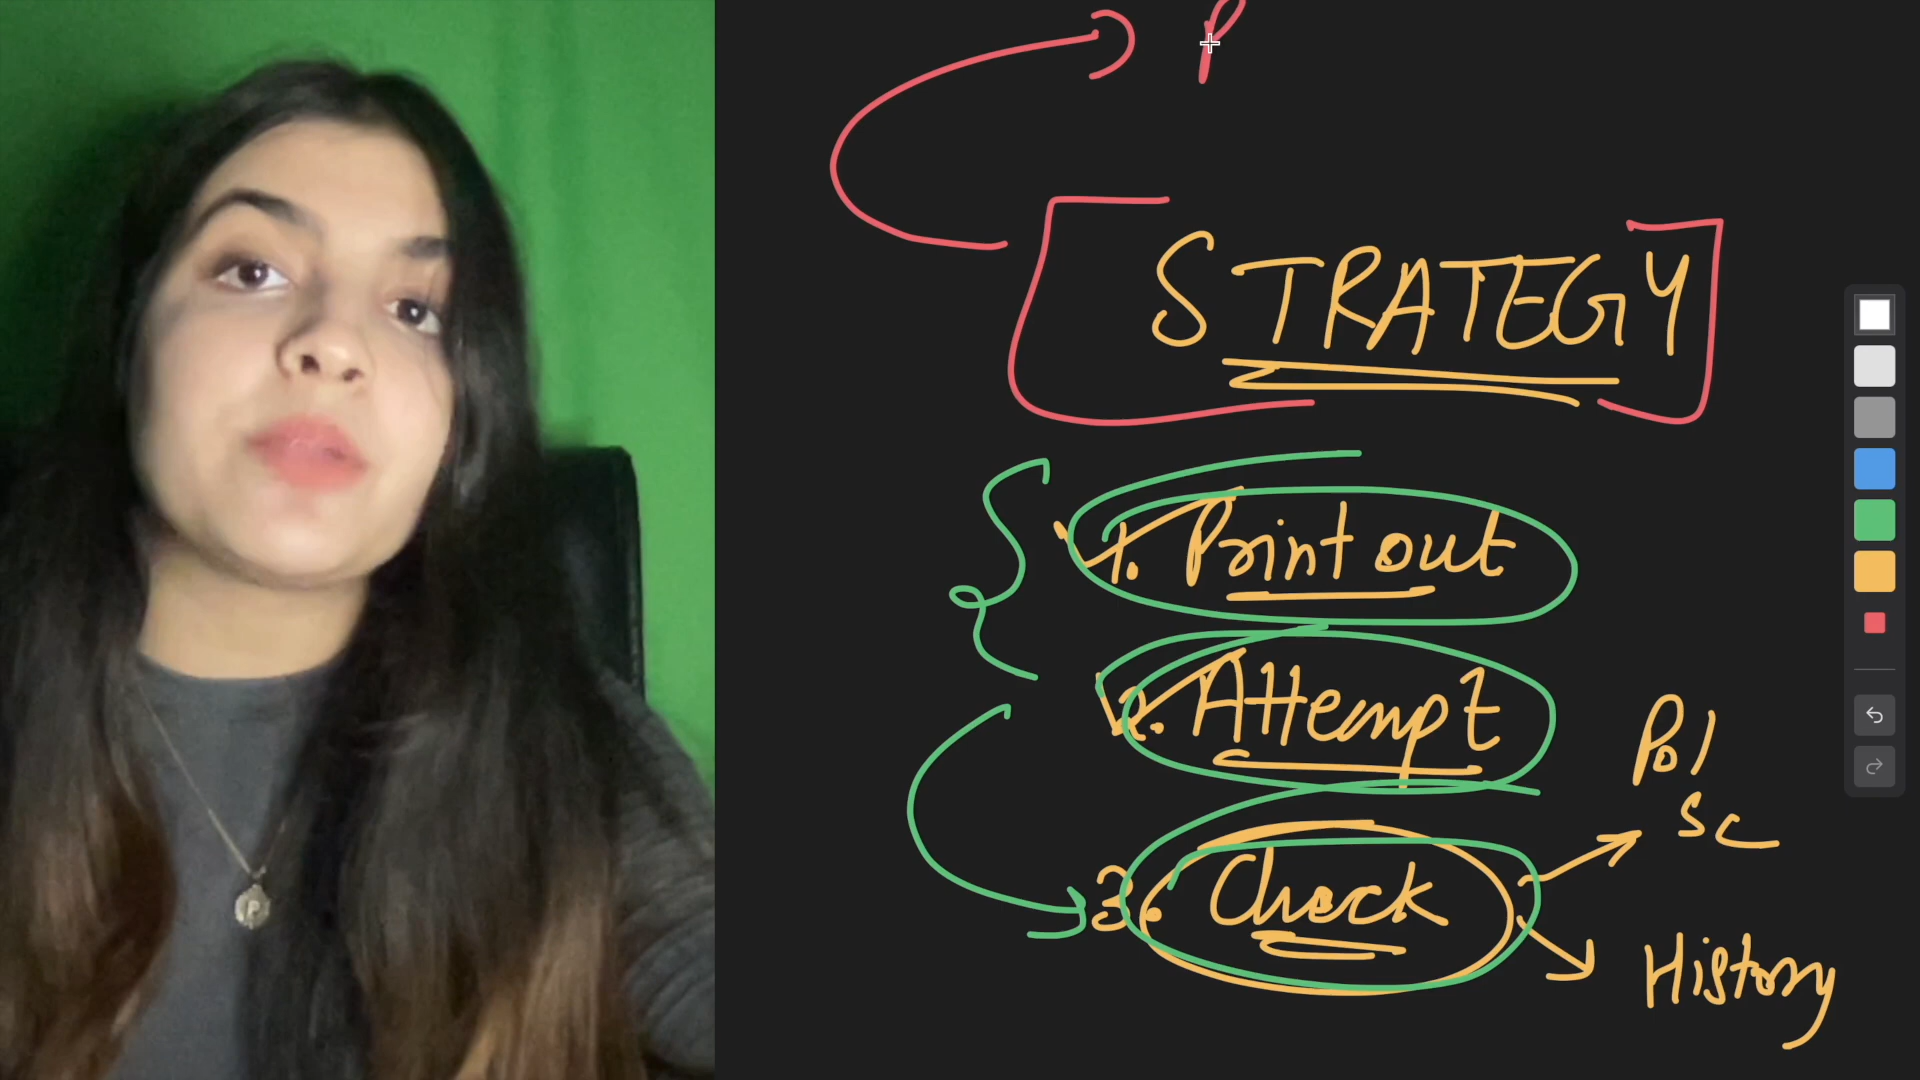 P
STRATEGY
1. Print out
2. Attempt
3. Check
Pol
Sc
History
P